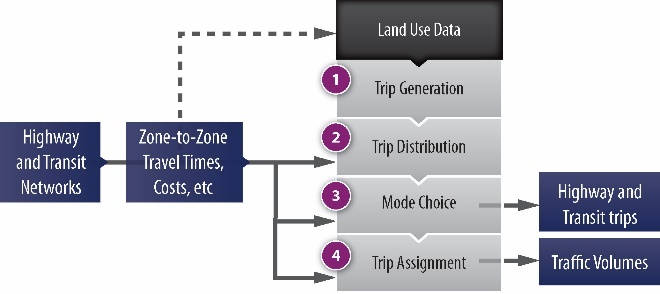 Land Use Data
1
Trip Generation
2
Trip Distribution
3
Mode Choice
4
Trip Assignment
Highway
and Transit
Networks
Zone-to-Zone
Travel Times,
Costs, etc
Highway and
Transit trips
Traffic Volumes